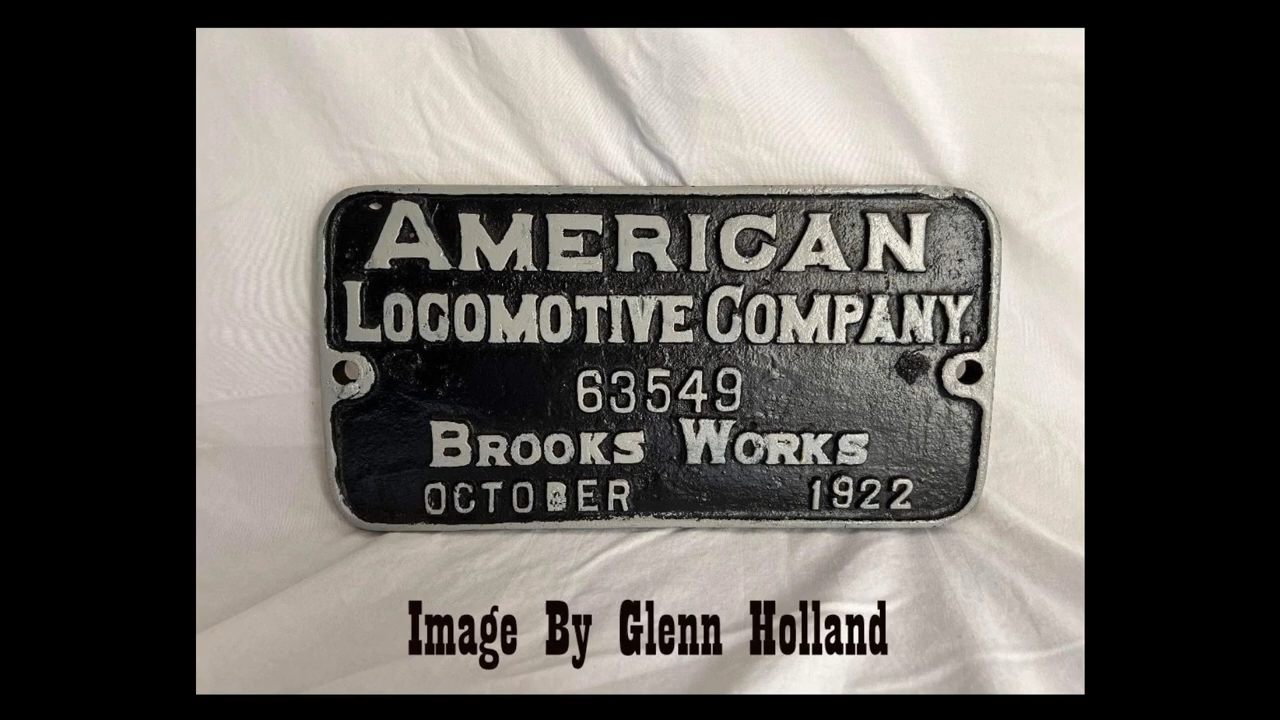 AMERICAN
LOCOMOTIVE COMPANY.
63549
BROOKS WORKS
OCTOBER 1922
Image By Glenn Holland